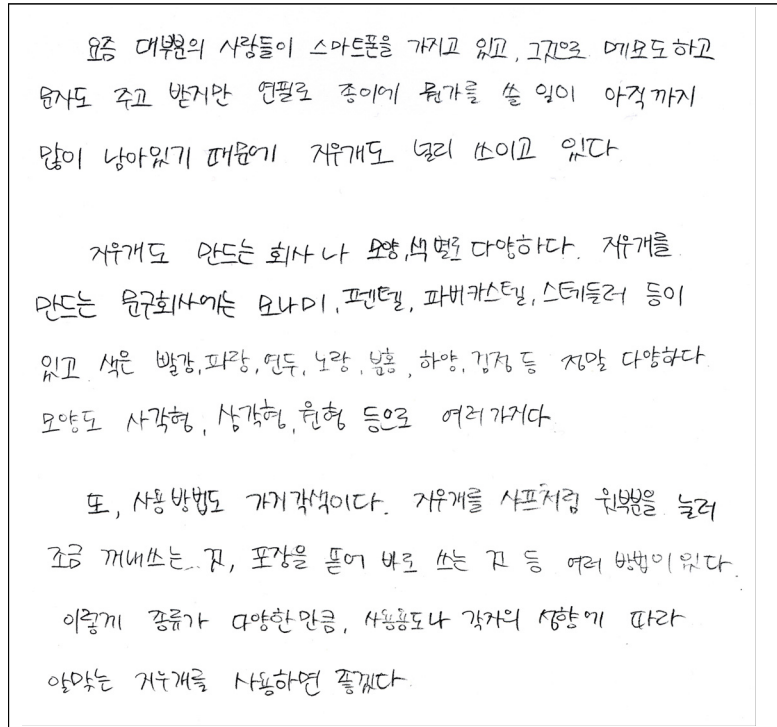 요즘 대부분의 사람들이 스마트폰을 가지고 있고, 그것으로 메모도 하고
문자도 주고 받지만 연필로 종이에 뭔가를 쓸 일이 아직까지
많이 남아있기 때문에 지우개도 널리 쓰이고 있다
지우개도 만드는 회사나 모양, 색 별로 다양하다. 지우개를
만드는 문구회사에는 모나미, 펜텔, 파버카스텔, 스테들러 등이
있고 색은 빨강, 파랑, 연두, 노랑, 분홍, 하양, 검정 등 정말 다양하다
모양도 사각형, 삼각형, 원형 등으로 여러가지다
또, 사용 방법도 가지각색이다. 지우개를 샤프처럼 윗부분을 눌러
조금 꺼내쓰는 것, 포장을 뜯어 바로 쓰는 것 등 여러 방법이 있다.
이렇게 종류가 다양한 만큼, 사용용도나 각자의 성향에 따라
알맞는 지우개를 사용하면 좋겠다